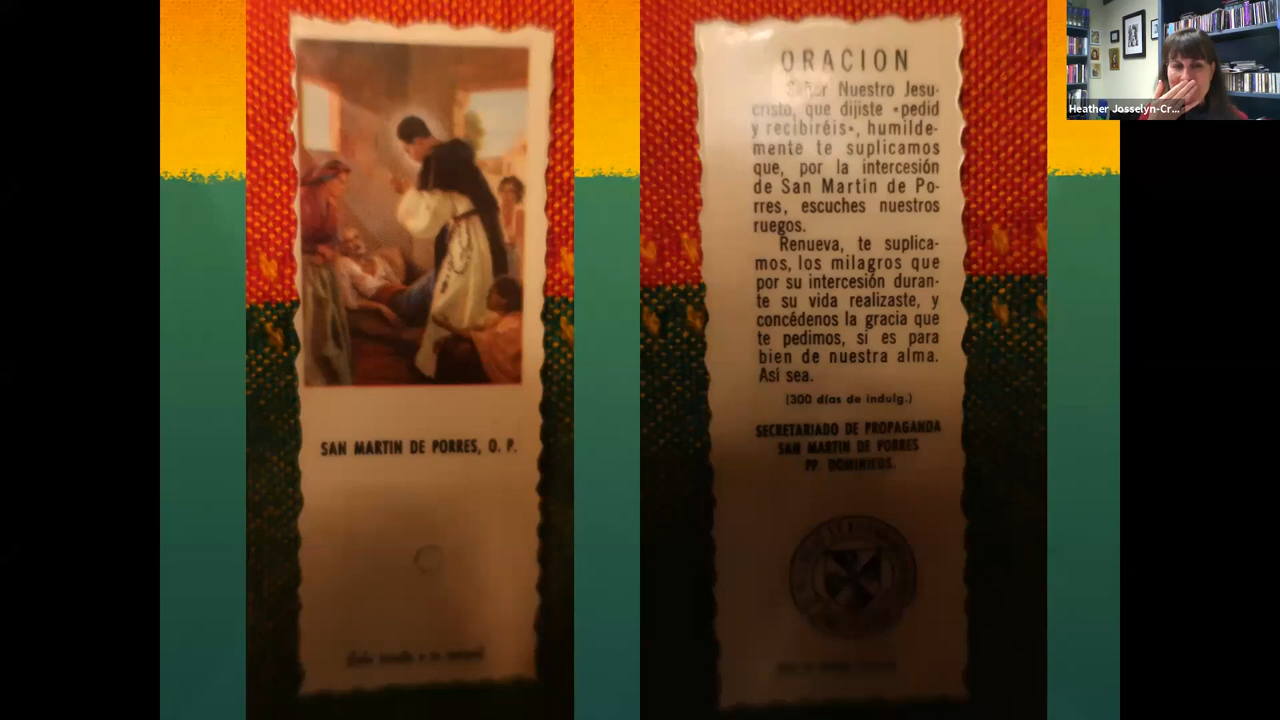 SAN MARTIN DE PORRES, O. P.
ORACION
Señor Nuestro Jesu-
cristo, que dijiste «pedid
y recibiréis», humilde-
mente te suplicamos
que, por la intercesión
de San Martín de Po-
rres, escuches nuestros
ruegos.
Renueva, te suplica-
mos, los milagros que
por su intercesión duran-
te su vida realizaste, y
concédenos la gracia que
te pedimos, si es para
bien de nuestra alma.
Así sea.
(300 días de indulg.)
SECRETARIADO DE PROPAGANDA
SAN MARTIN DE PORRES
PP. DOMINICOS.
Heather Josselyn-Cr...